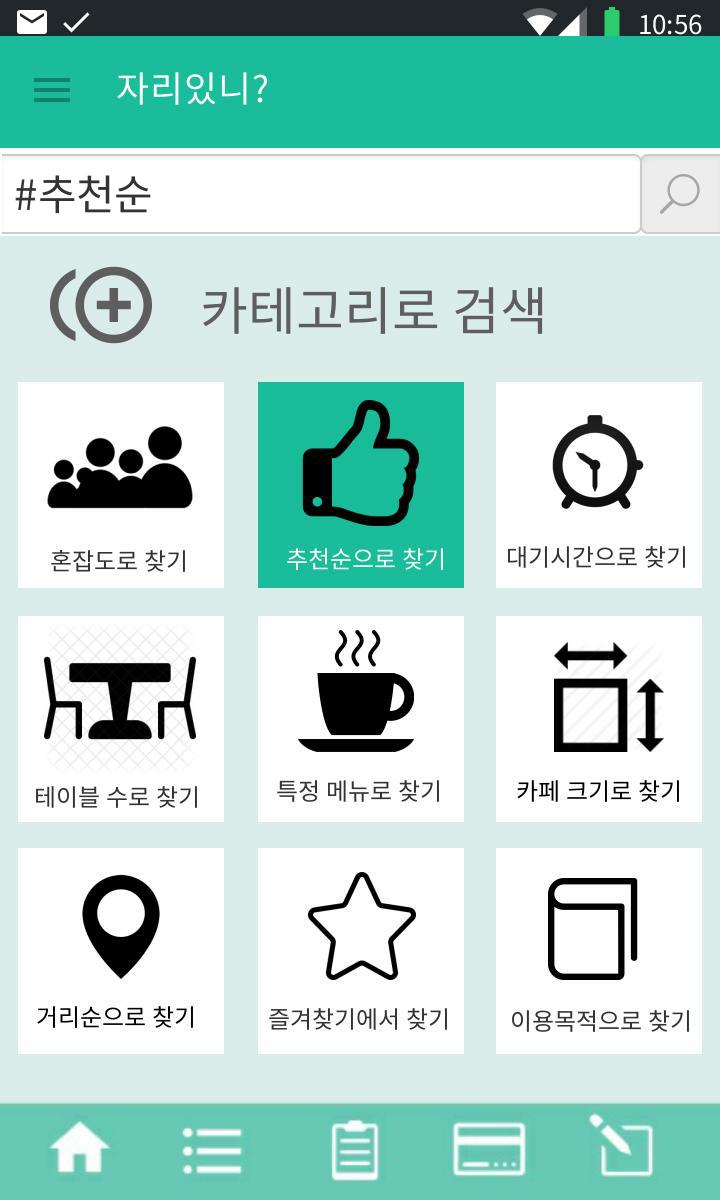 10:56
자리있니?
#추천순
카테고리로 검색
혼잡도로 찾기
추천순으로 찾기
대기시간으로 찾기
테이블 수로 찾기
특정 메뉴로 찾기
카페 크기로 찾기
거리순으로 찾기
즐겨찾기에서 찾기
이용목적으로 찾기